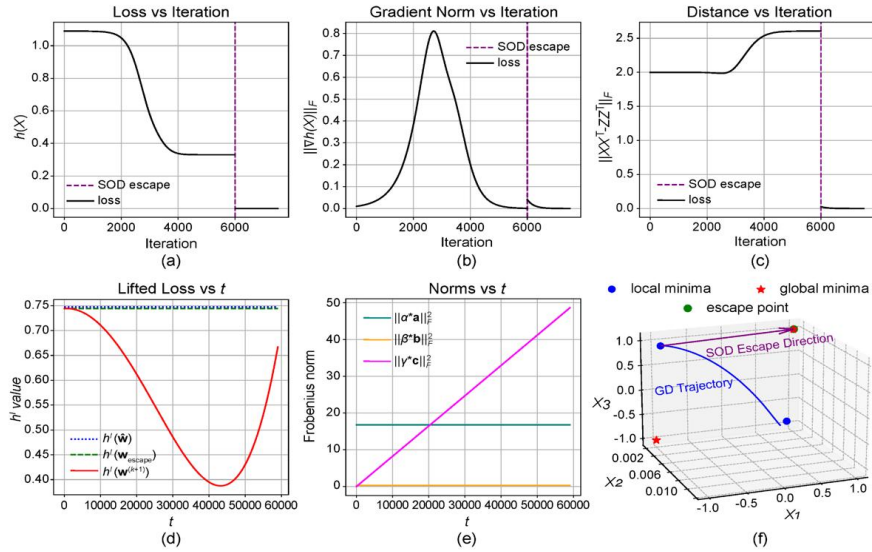 Loss vs Iteration
h(X)
1.0
0.8
0.6
0.4
0.2
0.0
SOD escape
loss
0 2000 4000 6000
Iteration
(a)
Gradient Norm vs Iteration
||∇h(X)||F
0.8
0.7
0.6
0.5
0.4
0.3
0.2
0.1
0.0
SOD escape
loss
0 2000 4000 6000
Iteration
(b)
Distance vs Iteration
||XXᵀ-ZZᵀ||F
2.5
2.0
1.5
1.0
0.5
0.0
SOD escape
loss
0 2000 4000 6000
Iteration
(c)
Lifted Loss vs t
hˡ value
0.75
0.70
0.65
0.60
0.55
0.50
0.45
0.40
hˡ(ŵ)
hˡ(w_escape)
hˡ(w⁽ᵏ⁺¹⁾)
0 10000 20000 30000 40000 50000 60000
t
(d)
Norms vs t
Frobenius norm
50
40
30
20
10
0
||α*a||²F
||β*b||²F
||γ*c||²F
0 10000 20000 30000 40000 50000 60000
t
(e)
local minima
global minima
escape point
SOD Escape Direction
GD Trajectory
X3
1.0
0.5
0.0
-0.5
-1.0
X2
0.002
0.006
0.010
-1.0 -0.5 0.0 0.5 1.0
X1
(f)